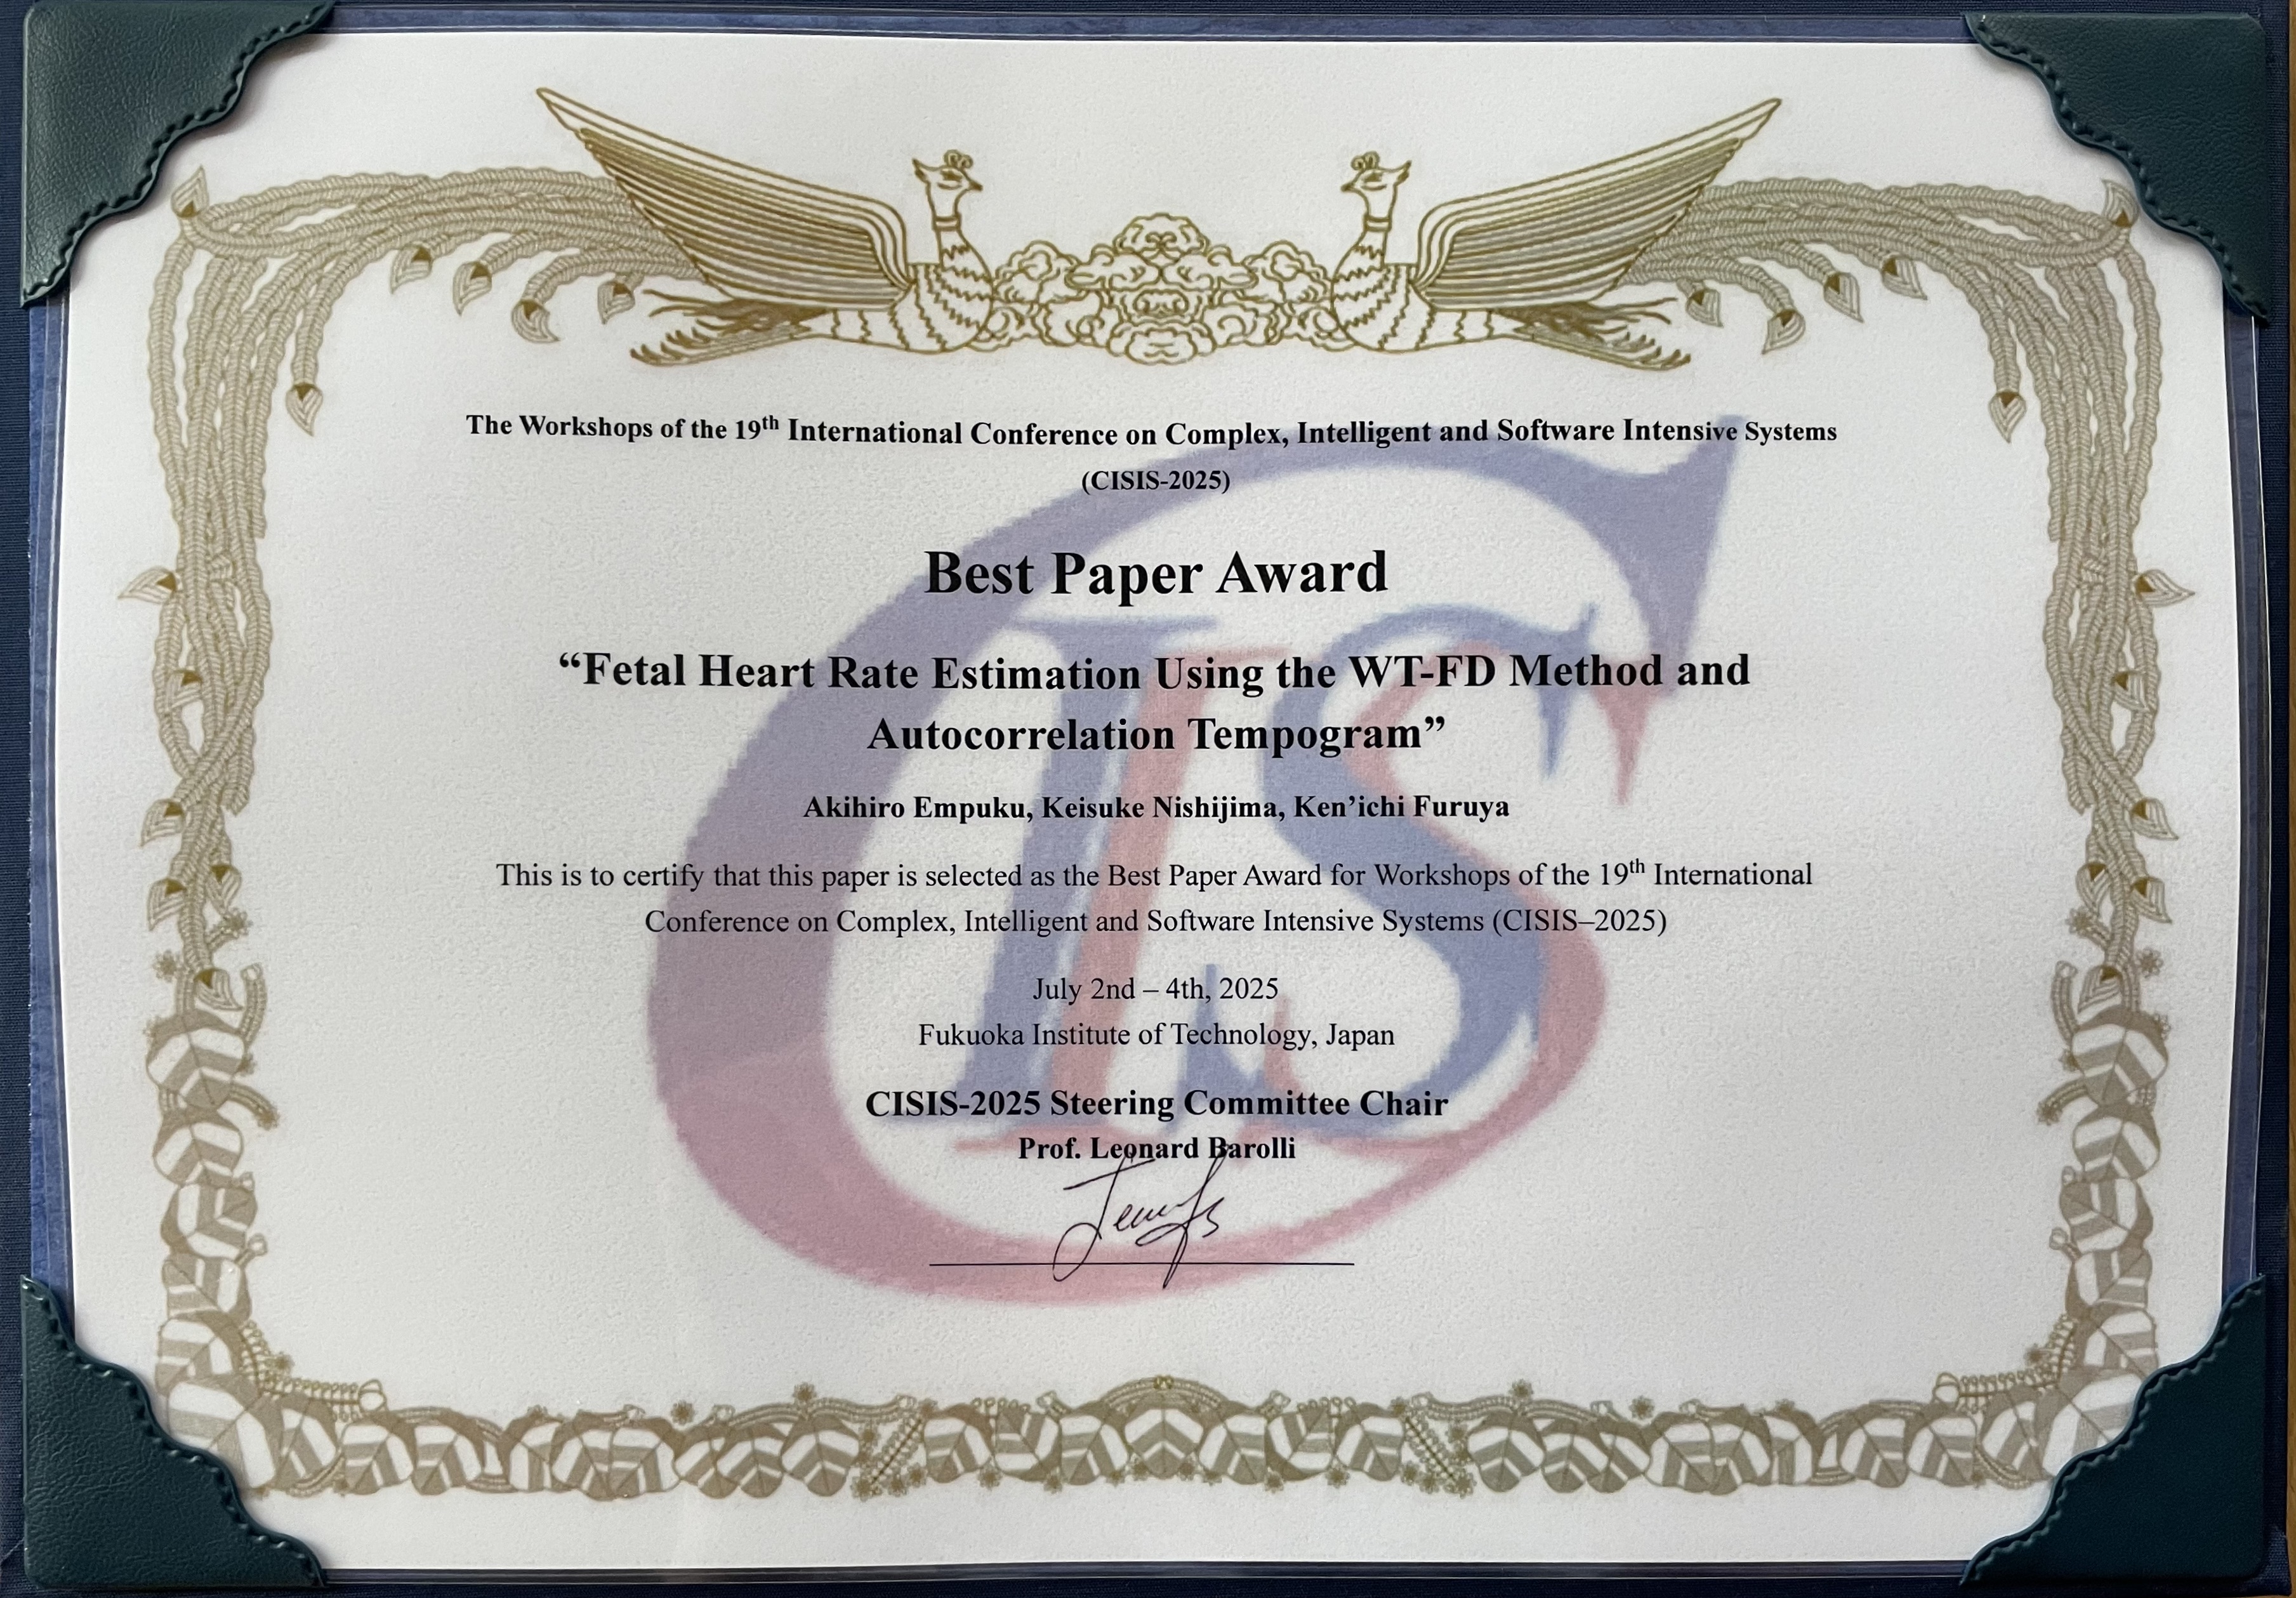 The Workshops of the 19th International Conference on Complex, Intelligent and Software Intensive Systems
(CISIS-2025)
Best Paper Award
“Fetal Heart Rate Estimation Using the WT-FD Method and
Autocorrelation Tempogram”
Akihiro Empuku, Keisuke Nishijima, Ken’ichi Furuya
This is to certify that this paper is selected as the Best Paper Award for Workshops of the 19th International
Conference on Complex, Intelligent and Software Intensive Systems (CISIS–2025)
July 2nd – 4th, 2025
Fukuoka Institute of Technology, Japan
CISIS-2025 Steering Committee Chair
Prof. Leonard Barolli